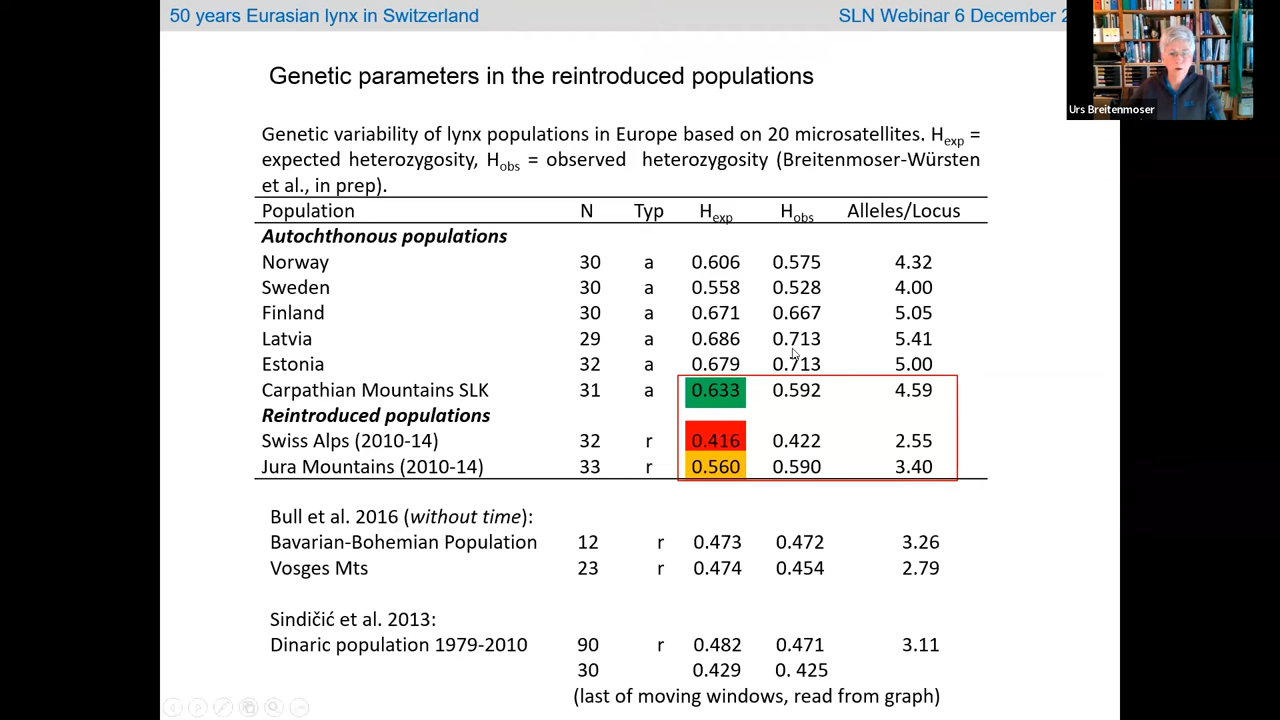 50 years Eurasian lynx in Switzerland
SLN Webinar 6 December
Urs Breitenmoser
Genetic parameters in the reintroduced populations
Genetic variability of lynx populations in Europe based on 20 microsatellites. Hexp =
expected heterozygosity, Hobs = observed heterozygosity (Breitenmoser-Würsten
et al., in prep).
Population N Typ Hexp Hobs Alleles/Locus
Autochthonous populations
Norway 30 a 0.606 0.575 4.32
Sweden 30 a 0.558 0.528 4.00
Finland 30 a 0.671 0.667 5.05
Latvia 29 a 0.686 0.713 5.41
Estonia 32 a 0.679 0.713 5.00
Carpathian Mountains SLK 31 a 0.633 0.592 4.59
Reintroduced populations
Swiss Alps (2010-14) 32 r 0.416 0.422 2.55
Jura Mountains (2010-14) 33 r 0.560 0.590 3.40
Bull et al. 2016 (without time):
Bavarian-Bohemian Population 12 r 0.473 0.472 3.26
Vosges Mts 23 r 0.474 0.454 2.79
Sindičić et al. 2013:
Dinaric population 1979-2010 90 r 0.482 0.471 3.11
30 0.429 0. 425
(last of moving windows, read from graph)